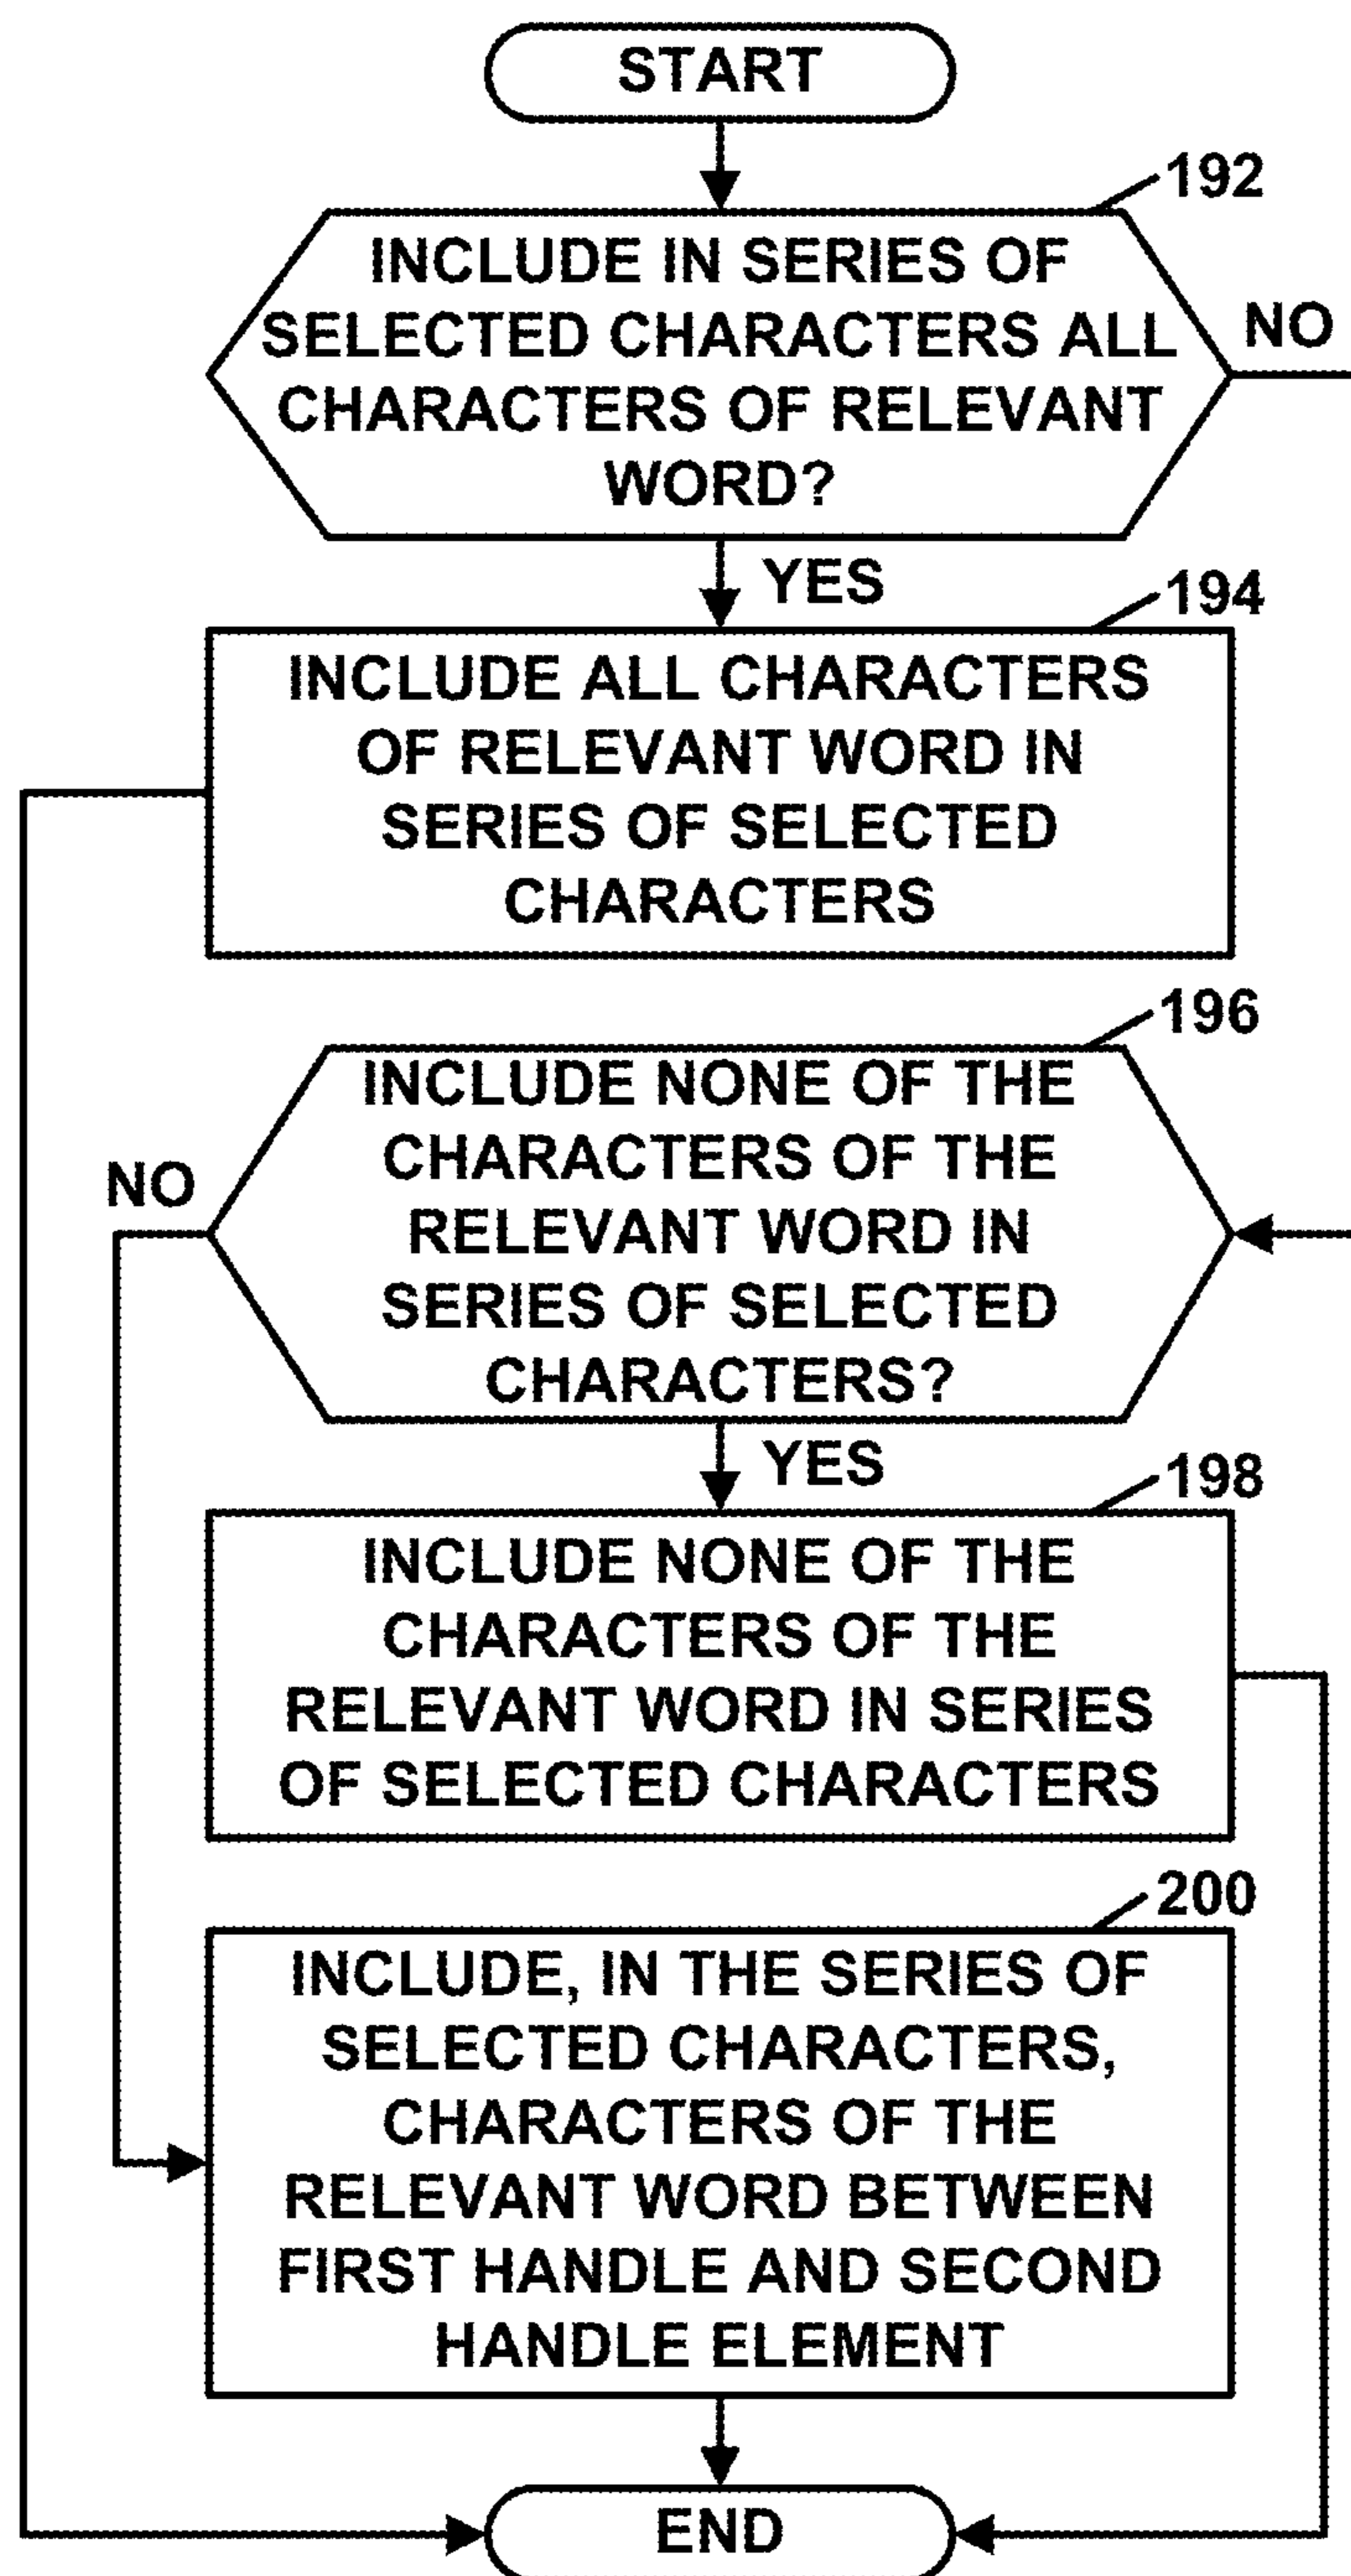 START
192
INCLUDE IN SERIES OF
SELECTED CHARACTERS ALL
CHARACTERS OF RELEVANT
WORD?
NO
YES
194
INCLUDE ALL CHARACTERS
OF RELEVANT WORD IN
SERIES OF SELECTED
CHARACTERS
196
INCLUDE NONE OF THE
CHARACTERS OF THE
RELEVANT WORD IN
SERIES OF SELECTED
CHARACTERS?
NO
YES
198
INCLUDE NONE OF THE
CHARACTERS OF THE
RELEVANT WORD IN SERIES
OF SELECTED CHARACTERS
200
INCLUDE, IN THE SERIES OF
SELECTED CHARACTERS,
CHARACTERS OF THE
RELEVANT WORD BETWEEN
FIRST HANDLE AND SECOND
HANDLE ELEMENT
END